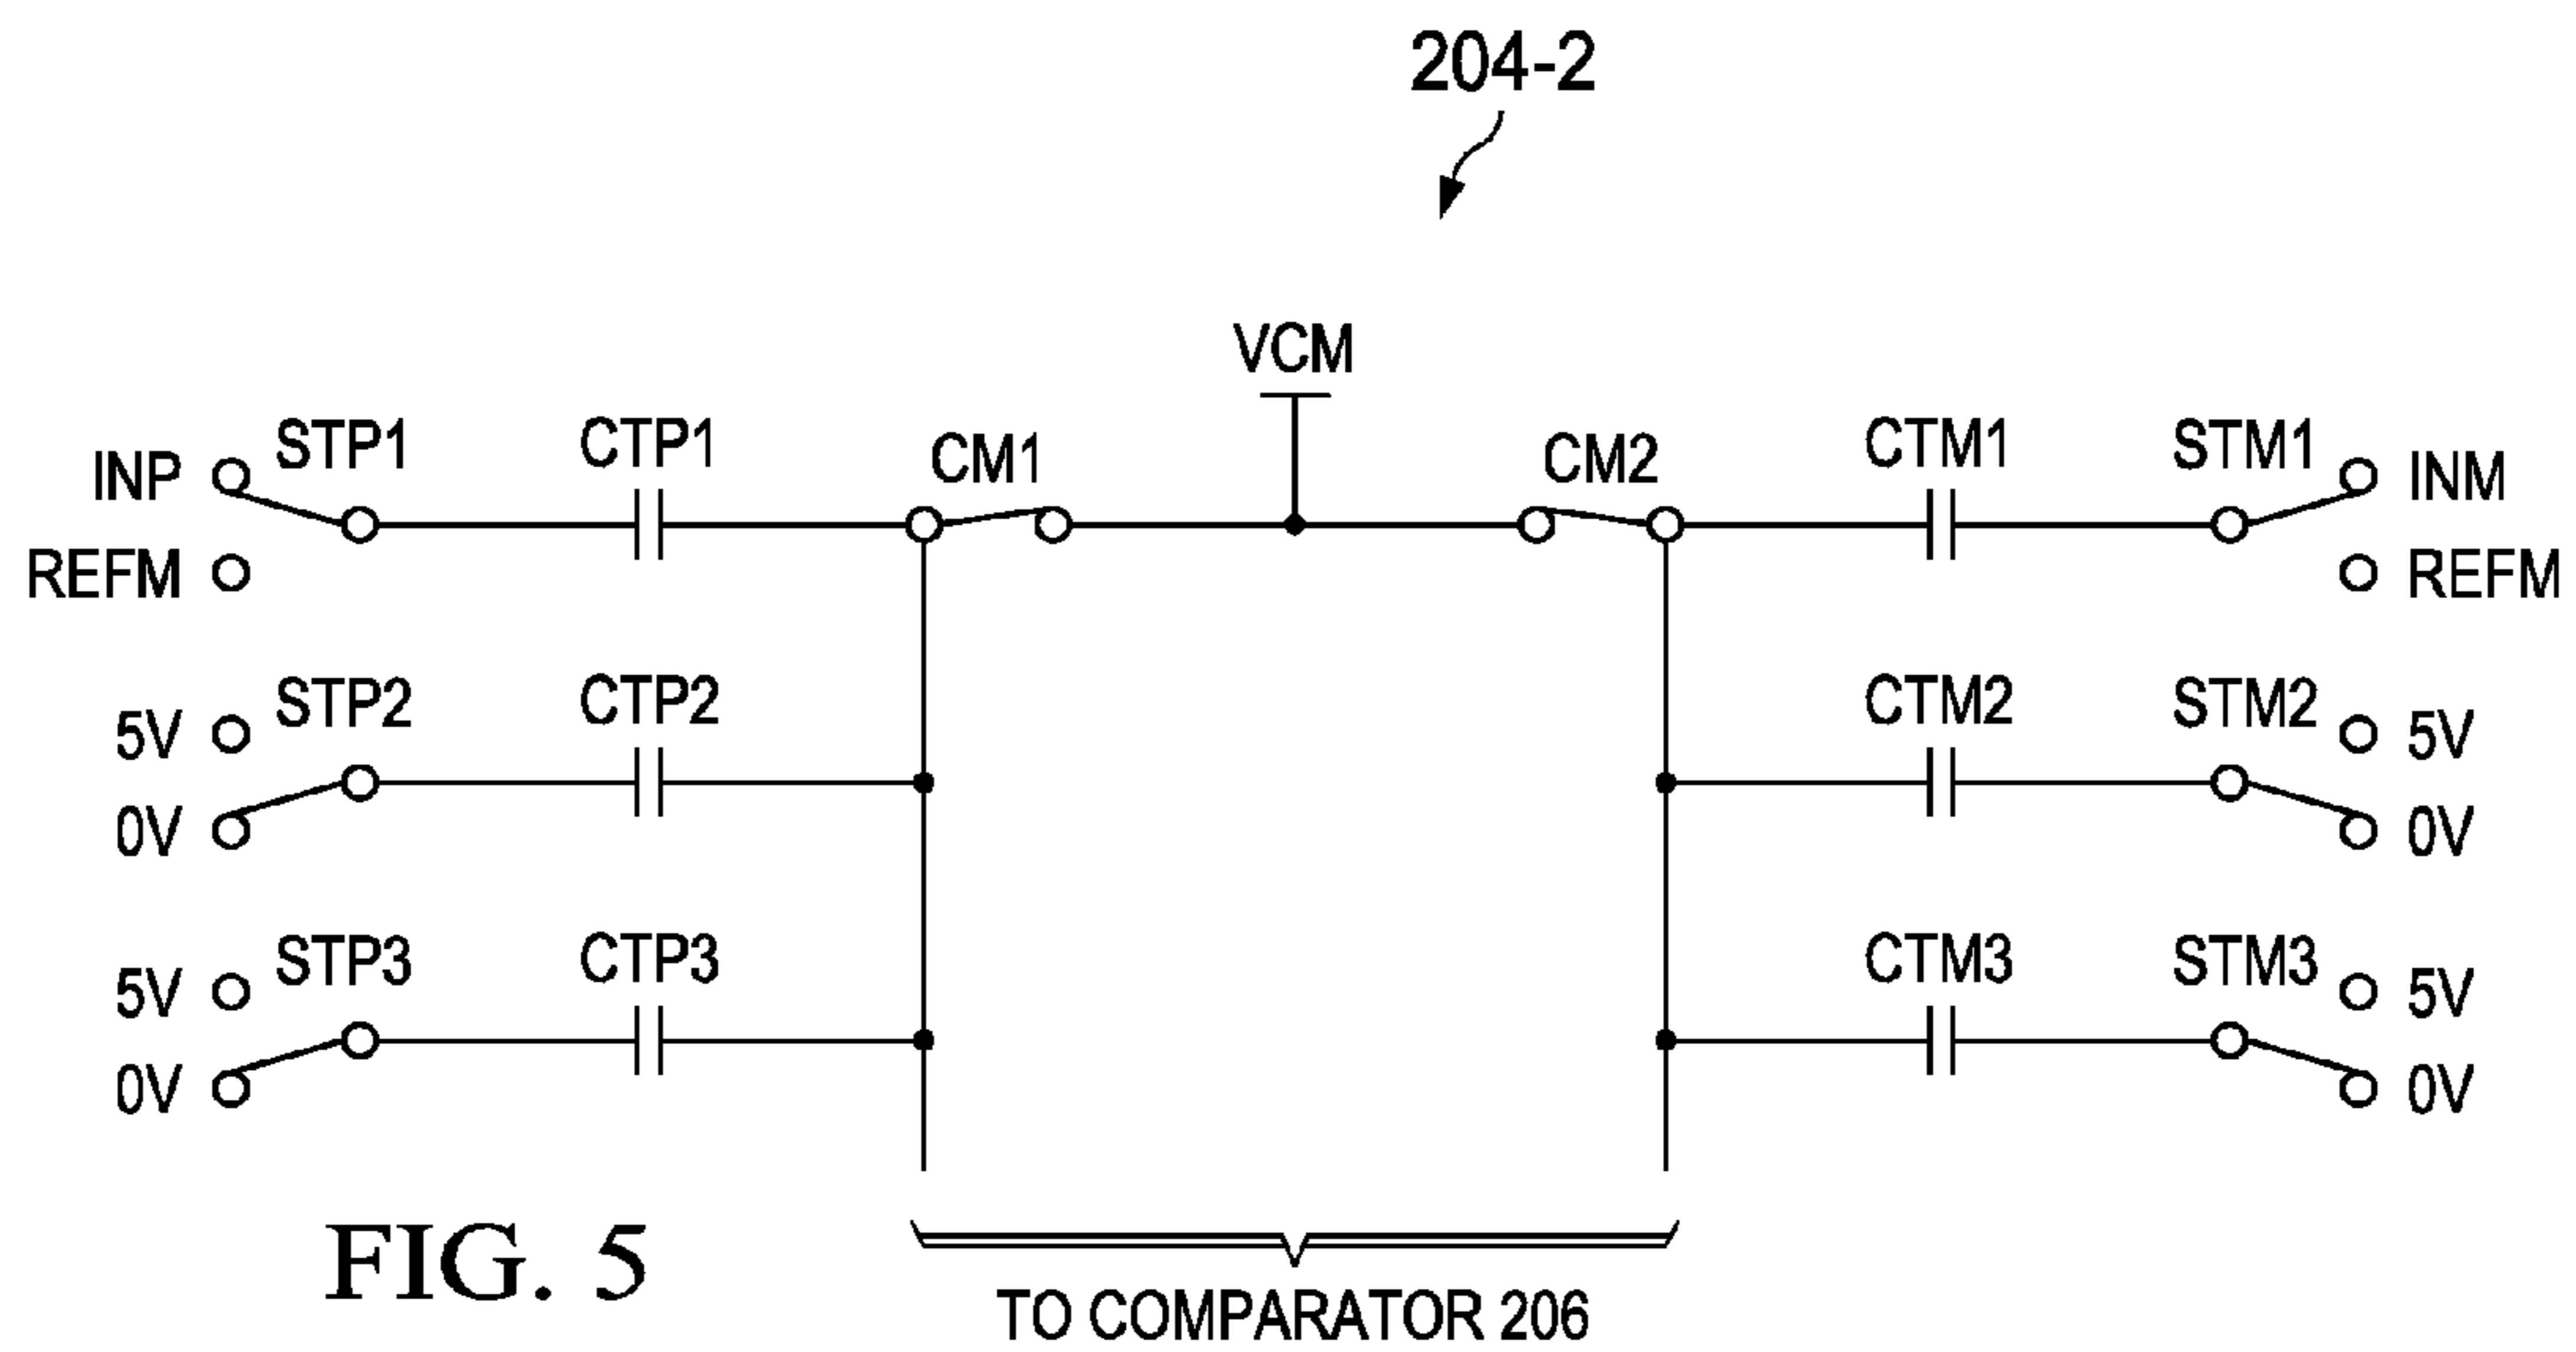 204-2
VCM
INP
STP1
CTP1
CM1
CM2
CTM1
STM1
INM
REFM
REFM
5V
STP2
CTP2
CTM2
STM2
5V
0V
0V
5V
STP3
CTP3
CTM3
STM3
5V
0V
0V
FIG. 5
TO COMPARATOR 206